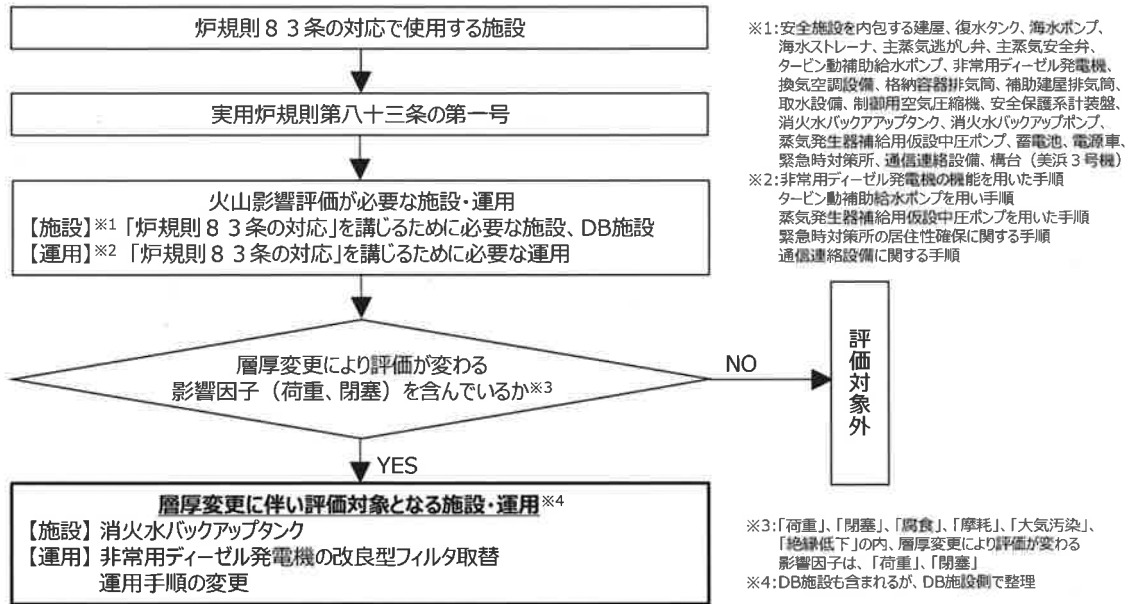 炉規則８３条の対応で使用する施設
実用炉規則第八十三条の第一号
火山影響評価が必要な施設・運用
【施設】※1「炉規則８３条の対応」を講じるために必要な施設、DB施設
【運用】※2「炉規則８３条の対応」を講じるために必要な運用
層厚変更により評価が変わる
影響因子（荷重、閉塞）を含んでいるか※3
NO
評価対象外
YES
層厚変更に伴い評価対象となる施設・運用※4
【施設】消火水バックアップタンク
【運用】非常用ディーゼル発電機の改良型フィルタ取替
運用手順の変更
※1:安全施設を内包する建屋、復水タンク、海水ポンプ、
海水ストレーナ、主蒸気逃がし弁、主蒸気安全弁、
タービン動補助給水ポンプ、非常用ディーゼル発電機、
換気空調設備、格納容器排気筒、補助建屋排気筒、
取水設備、制御用空気圧縮機、安全保護系計装盤、
消火水バックアアップタンク、消火水バックアップポンプ、
蒸気発生器補給用仮設中圧ポンプ、蓄電池、電源車、
緊急時対策所、通信連絡設備、構台（美浜３号機）
※2:非常用ディーゼル発電機の機能を用いた手順
タービン動補助給水ポンプを用い手順
蒸気発生器補給用仮設中圧ポンプを用いた手順
緊急時対策所の居住性確保に関する手順
通信連絡設備に関する手順
※3:「荷重」、「閉塞」、「腐食」、「摩耗」、「大気汚染」、
「絶縁低下」の内、層厚変更により評価が変わる
影響因子は、「荷重」、「閉塞」
※4:DB施設も含まれるが、DB施設側で整理